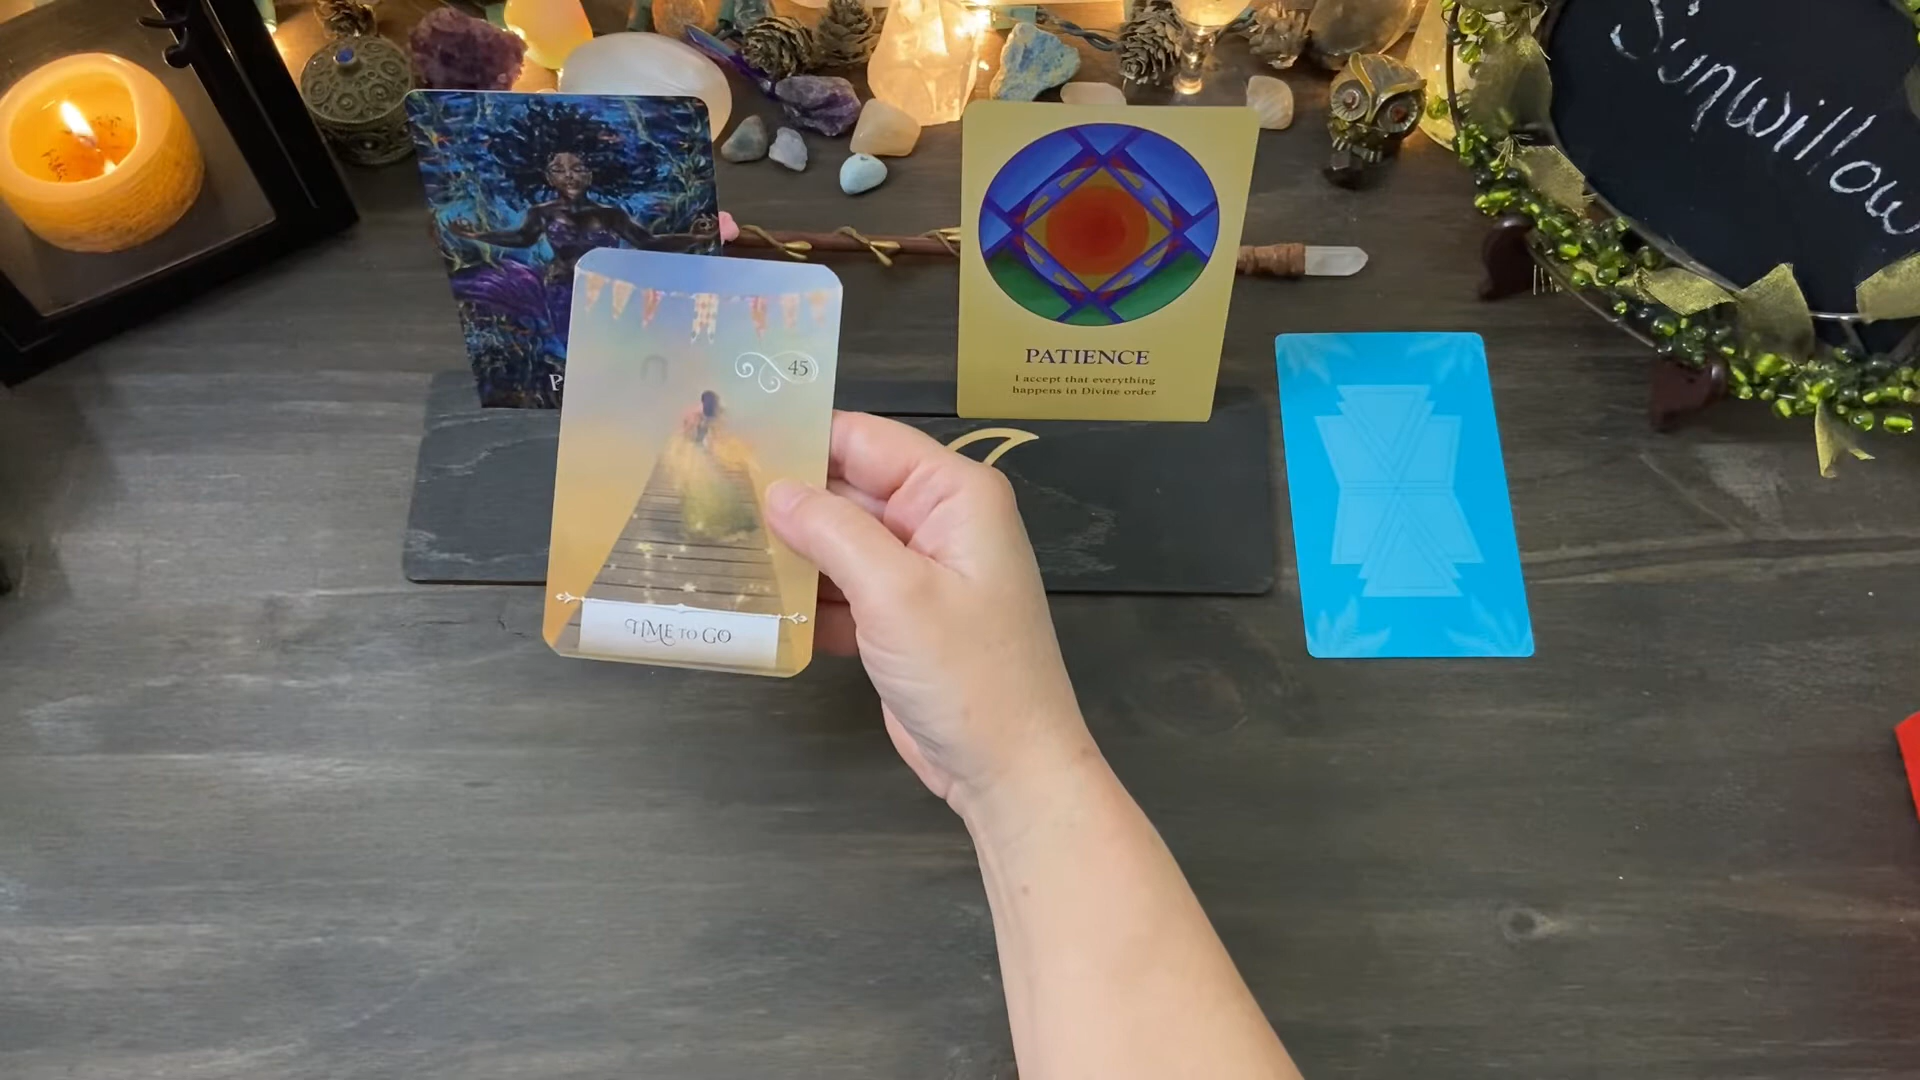 Sunwillow
PATIENCE
I accept that everything
happens in Divine order
45
P
TIME TO GO